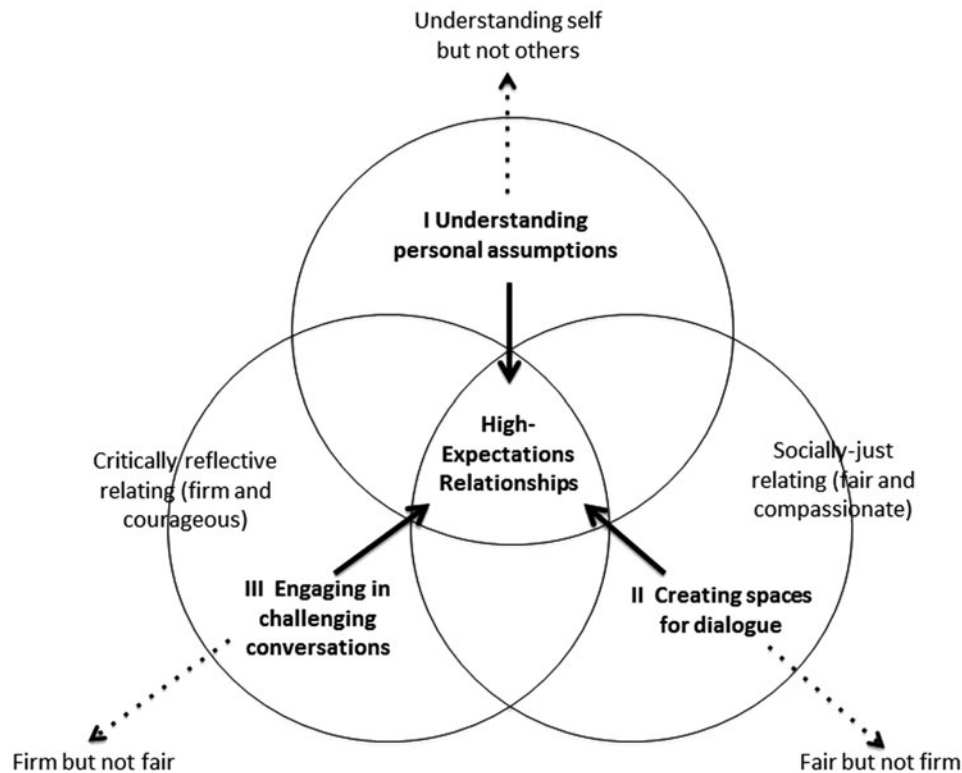 Understanding self
but not others
I Understanding
personal assumptions
High-
Expectations
Relationships
Critically reflective
relating (firm and
courageous)
Socially-just
relating (fair and
compassionate)
III  Engaging in
challenging
conversations
II  Creating spaces
for dialogue
Firm but not fair
Fair but not firm